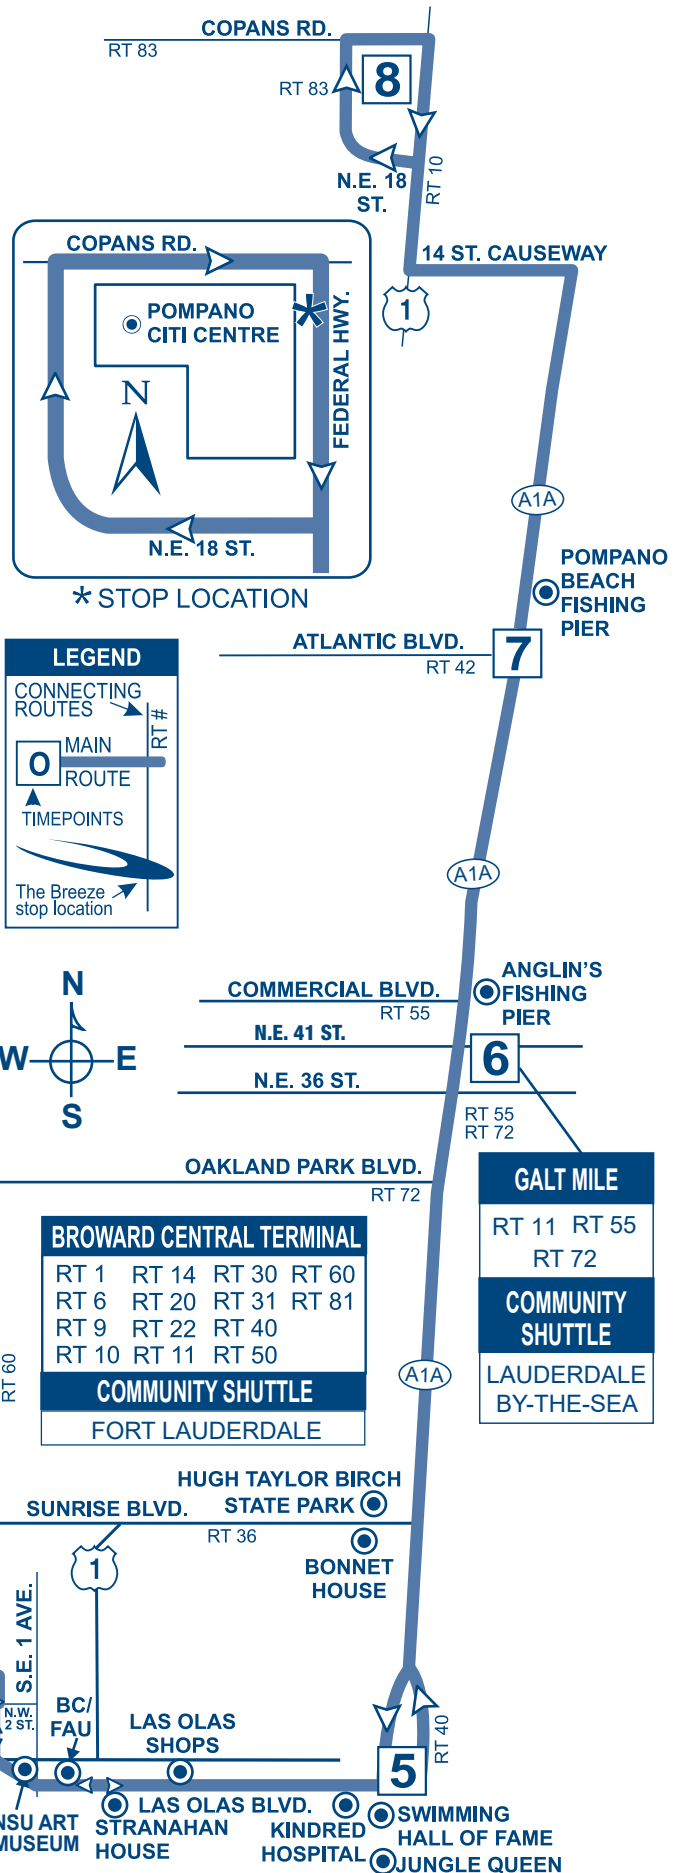 COPANS RD.
RT 83
RT 83
8
RT 10
N.E. 18
ST.
14 ST. CAUSEWAY
1
COPANS RD.
POMPANO
CITI CENTRE
FEDERAL HWY.
N
N.E. 18 ST.
* STOP LOCATION
A1A
POMPANO
BEACH
FISHING
PIER
ATLANTIC BLVD.
RT 42
7
LEGEND
CONNECTING
ROUTES
RT #
O
MAIN
ROUTE
TIMEPOINTS
The Breeze
stop location
A1A
N
W
E
S
COMMERCIAL BLVD.
RT 55
ANGLIN'S
FISHING
PIER
N.E. 41 ST.
6
N.E. 36 ST.
RT 55
RT 72
OAKLAND PARK BLVD.
RT 72
GALT MILE
RT 11 RT 55
RT 72
COMMUNITY
SHUTTLE
LAUDERDALE
BY-THE-SEA
BROWARD CENTRAL TERMINAL
RT 1 RT 14 RT 30 RT 60
RT 6 RT 20 RT 31 RT 81
RT 9 RT 22 RT 40
RT 10 RT 11 RT 50
COMMUNITY SHUTTLE
FORT LAUDERDALE
RT 60
A1A
HUGH TAYLOR BIRCH
STATE PARK
SUNRISE BLVD.
RT 36
BONNET
HOUSE
1
S.E. 1 AVE.
N.W.
2 ST.
BC/
FAU
LAS OLAS
SHOPS
RT 40
5
NSU ART
MUSEUM
LAS OLAS BLVD.
STRANAHAN
HOUSE
KINDRED
HOSPITAL
SWIMMING
HALL OF FAME
JUNGLE QUEEN